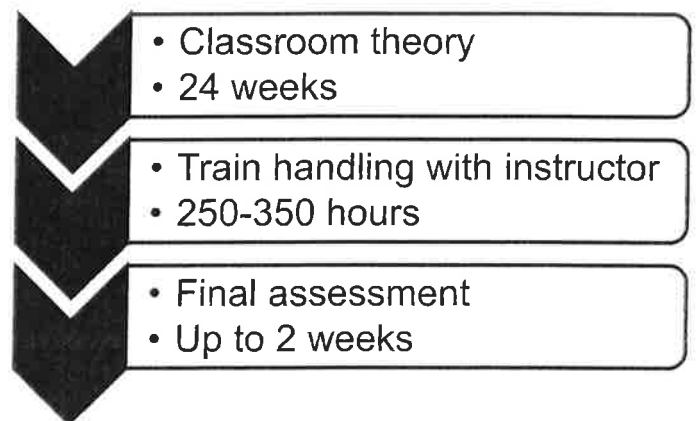 • Classroom theory
• 24 weeks
• Train handling with instructor
• 250-350 hours
• Final assessment
• Up to 2 weeks